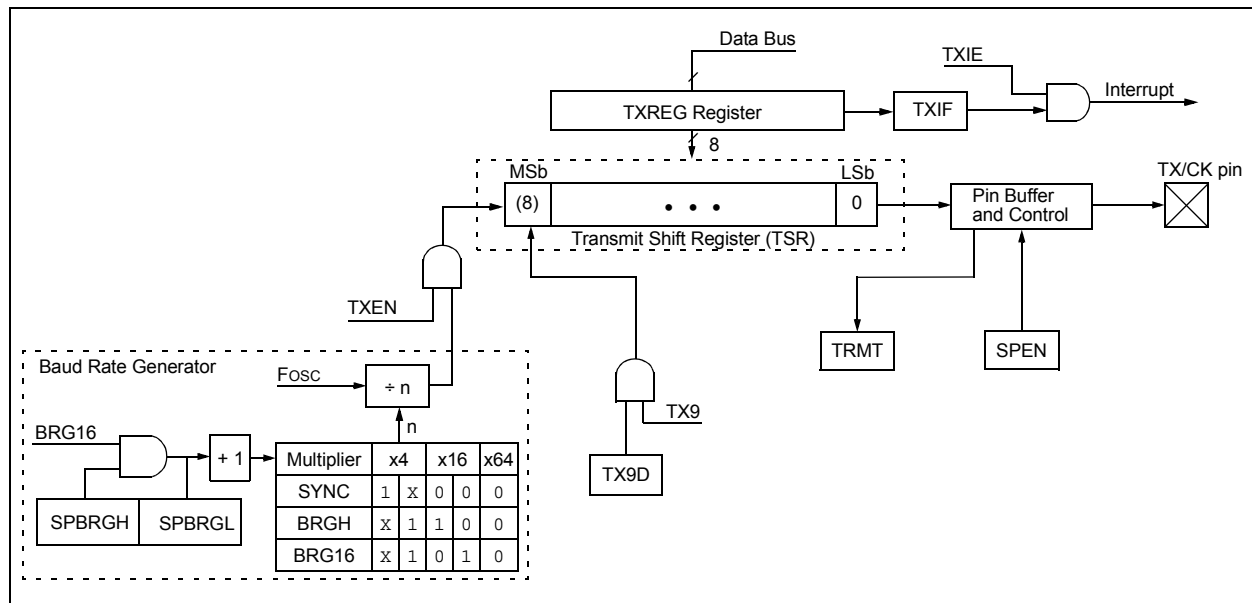 Data Bus
TXIE
Interrupt
TXREG Register
TXIF
8
MSb
LSb
TX/CK pin
(8)
• • •
0
Pin Buffer
and Control
Transmit Shift Register (TSR)
TXEN
TRMT
SPEN
Baud Rate Generator
FOSC
÷ n
TX9
n
BRG16
+ 1
Multiplier x4 x16 x64
TX9D
SYNC 1 X 0 0 0
SPBRGH SPBRGL
BRGH X 1 1 0 0
BRG16 X 1 0 1 0